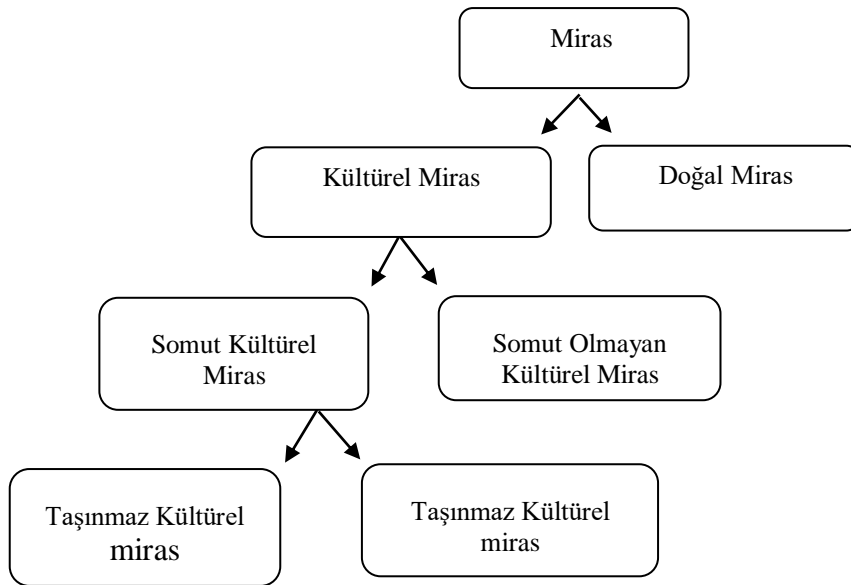 Miras
Kültürel Miras
Doğal Miras
Somut Kültürel
Miras
Somut Olmayan
Kültürel Miras
Taşınmaz Kültürel
miras
Taşınmaz Kültürel
miras